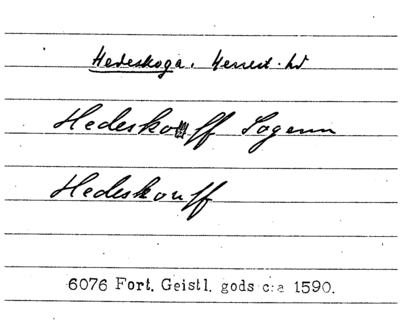 Hedeskoga. Herrest. hd
Hedeskouff Sogenn
Hedeskouff
6076 Fort. Geistl. gods c:a 1590.